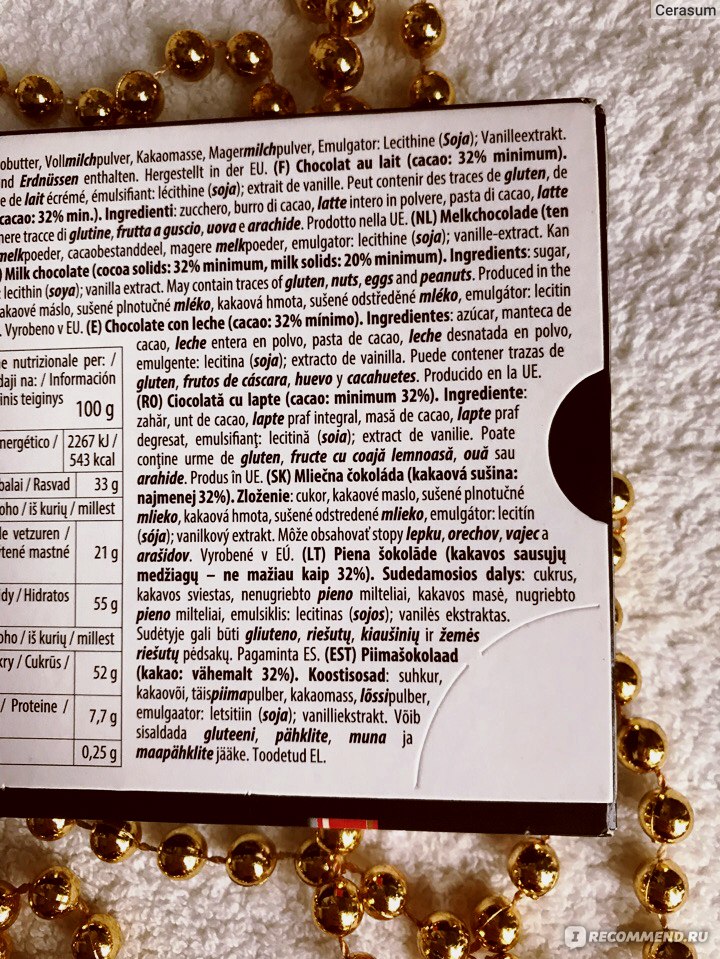 Cerasum
obutter, Vollmilchpulver, Kakaomasse, Magermilchpulver, Emulgator: Lecithine (Soja); Vanilleextrakt.
nd Erdnüssen enthalten. Hergestellt in der EU. (F) Chocolat au lait (cacao: 32% minimum).
e de lait écrémé, émulsifiant: lécithine (soja); extrait de vanille. Peut contenir des traces de gluten, de
cacao: 32% min.). Ingredienti: zucchero, burro di cacao, latte intero in polvere, pasta di cacao, latte
nere tracce di glutine, frutta a guscio, uova e arachide. Prodotto nella UE. (NL) Melkchocolade (ten
melkpoeder, cacaobestanddeel, magere melkpoeder, emulgator: lecithine (soja); vanille-extract. Kan
) Milk chocolate (cocoa solids: 32% minimum, milk solids: 20% minimum). Ingredients: sugar,
: lecithin (soya); vanilla extract. May contain traces of gluten, nuts, eggs and peanuts. Produced in the
akaové máslo, sušené plnotučné mléko, kakaová hmota, sušené odstředěné mléko, emulgátor: lecitin
. Vyrobeno v EU. (E) Chocolate con leche (cacao: 32% mínimo). Ingredientes: azúcar, manteca de
cacao, leche entera en polvo, pasta de cacao, leche desnatada en polvo,
emulgente: lecitina (soja); extracto de vainilla. Puede contener trazas de
gluten, frutos de cáscara, huevo y cacahuetes. Producido en la UE.
(RO) Ciocolată cu lapte (cacao: minimum 32%). Ingrediente:
zahăr, unt de cacao, lapte praf integral, masă de cacao, lapte praf
degresat, emulsifianţ: lecitină (soia); extract de vanilie. Poate
conţine urme de gluten, fructe cu coajă lemnoasă, ouă sau
arahide. Produs în UE. (SK) Mliečna čokoláda (kakaová sušina:
najmenej 32%). Zloženie: cukor, kakaové maslo, sušené plnotučné
mlieko, kakaová hmota, sušené odstredené mlieko, emulgátor: lecitín
(sója); vanilkový extrakt. Môže obsahovať stopy lepku, orechov, vajec a
arašidov. Vyrobené v EÚ. (LT) Piena šokolāde (kakavos sausųjų
medžiagų – ne mažiau kaip 32%). Sudedamosios dalys: cukrus,
kakavos sviestas, nenugriebto pieno milteliai, kakavos masė, nugriebto
pieno milteliai, emulsiklis: lecitinas (sojos); vanilės ekstraktas.
Sudėtyje gali būti gliuteno, riešutų, kiaušinių ir žemės
riešutų pėdsakų. Pagaminta ES. (EST) Piimašokolaad
(kakao: vähemalt 32%). Koostisosad: suhkur,
kakaovõi, täispiimapulber, kakaomass, lõssipulber,
emulgaator: letsitiin (soja); vanilliekstrakt. Võib
sisaldada gluteeni, pähklite, muna ja
maapähklite jääke. Toodetud EL.
e nutrizionale per: /
daji na: / Información
inis teiginys
100 g
nergético /
2267 kJ /
543 kcal
balai / Rasvad
33 g
oho / iš kurių / millest
le vetzuren /
rtené mastné
21 g
dy / Hidratos
55 g
oho / iš kurių / millest
kry / Cukrūs /
52 g
/ Proteine /
7,7 g
0,25 g
I RECOMMEND.RU